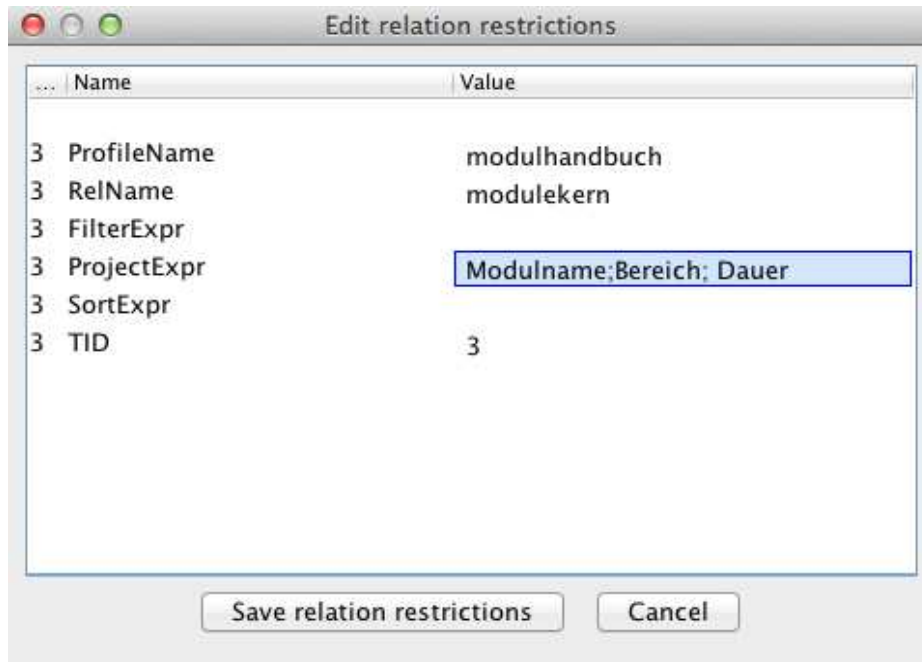 Edit relation restrictions
... Name Value
3 ProfileName modulhandbuch
3 RelName modulekern
3 FilterExpr
3 ProjectExpr Modulname;Bereich; Dauer
3 SortExpr
3 TID 3
Save relation restrictions Cancel